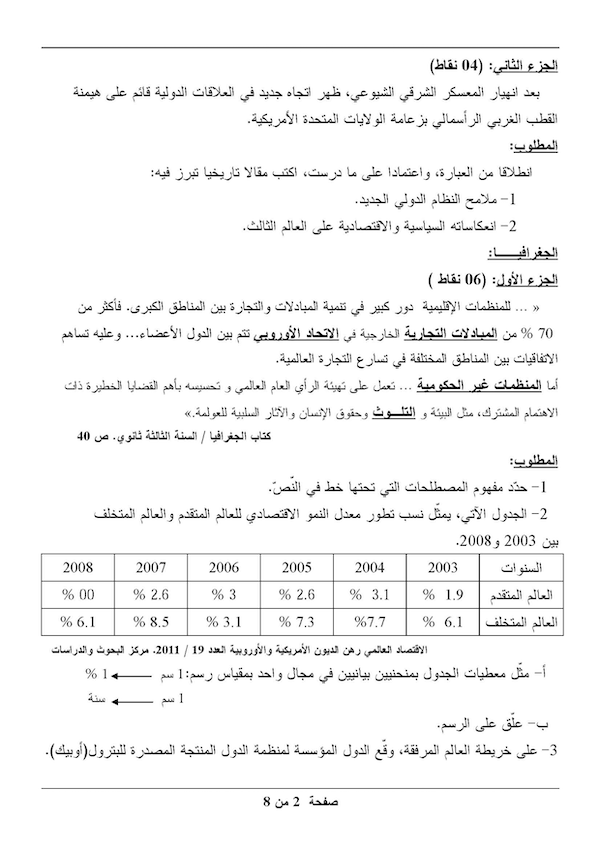 الجزء الثاني: (04 نقاط)
بعد انهيار المعسكر الشرقي الشيوعي، ظهر اتجاه جديد في العلاقات الدولية قائم على هيمنة
القطب الغربي الرأسمالي بزعامة الولايات المتحدة الأمريكية.
المطلوب:
انطلاقا من العبارة، واعتمادا على ما درست، اكتب مقالا تاريخيا تبرز فيه:
1- ملامح النظام الدولي الجديد.
2- انعكاساته السياسية والاقتصادية على العالم الثالث.
الجغرافيـــــا:
الجزء الأول: (06 نقاط )
« ... للمنظمات الإقليمية دور كبير في تنمية المبادلات والتجارة بين المناطق الكبرى. فأكثر من
70 % من المبادلات التجارية الخارجية في الاتحاد الأوروبي تتم بين الدول الأعضاء... وعليه تساهم
الاتفاقيات بين المناطق المختلفة في تسارع التجارة العالمية.
أما المنظمات غير الحكومية ... تعمل على تهيئة الرأي العام العالمي و تحسيسه بأهم القضايا الخطيرة ذات
الاهتمام المشترك، مثل البيئة و التلــوث وحقوق الإنسان والآثار السلبية للعولمة.»
كتاب الجغرافيا / السنة الثالثة ثانوي. ص 40
المطلوب:
1- حدّد مفهوم المصطلحات التي تحتها خط في النّصّ.
2- الجدول الآتي، يمثّل نسب تطور معدل النمو الاقتصادي للعالم المتقدم والعالم المتخلف
بين 2003 و2008.
السنوات 2003 2004 2005 2006 2007 2008
العالم المتقدم 1.9 % 3.1 % 2.6 % 3 % 2.6 % 00 %
العالم المتخلف 6.1 % 7.7% 7.3 % 3.1 % 8.5 % 6.1 %
الاقتصاد العالمي رهن الديون الأمريكية والأوروبية العدد 19 / 2011. مركز البحوث والدراسات
أ- مثّل معطيات الجدول بمنحنيين بيانيين في مجال واحد بمقياس رسم: 1 سم ← 1 %
1 سم ← سنة
ب- علّق على الرسم.
3- على خريطة العالم المرفقة، وقّع الدول المؤسسة لمنظمة الدول المنتجة المصدرة للبترول(أوبيك).
صفحة 2 من 8